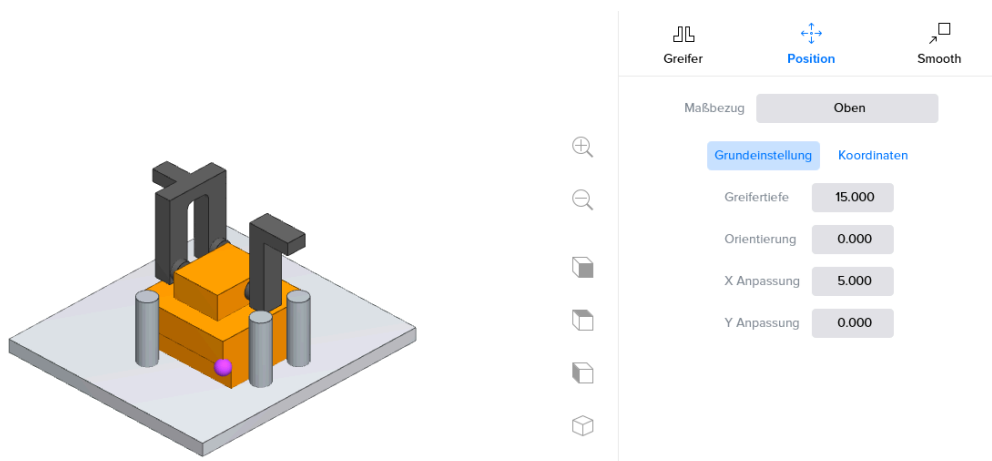 Greifer Position Smooth
Maßbezug Oben
Grundeinstellung Koordinaten
Greifertiefe 15.000
Orientierung 0.000
X Anpassung 5.000
Y Anpassung 0.000